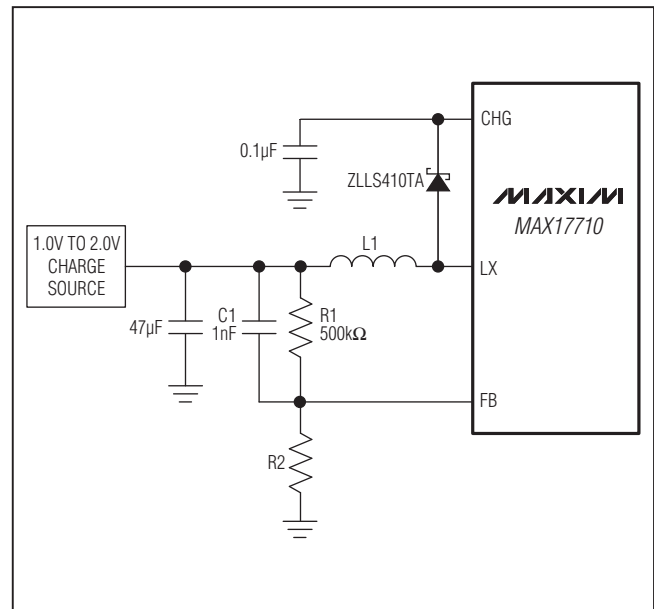 CHG
0.1µF
ZLLS410TA
MAXIM
MAX17710
1.0V TO 2.0V
CHARGE
SOURCE
L1
LX
47µF
C1
1nF
R1
500kΩ
FB
R2